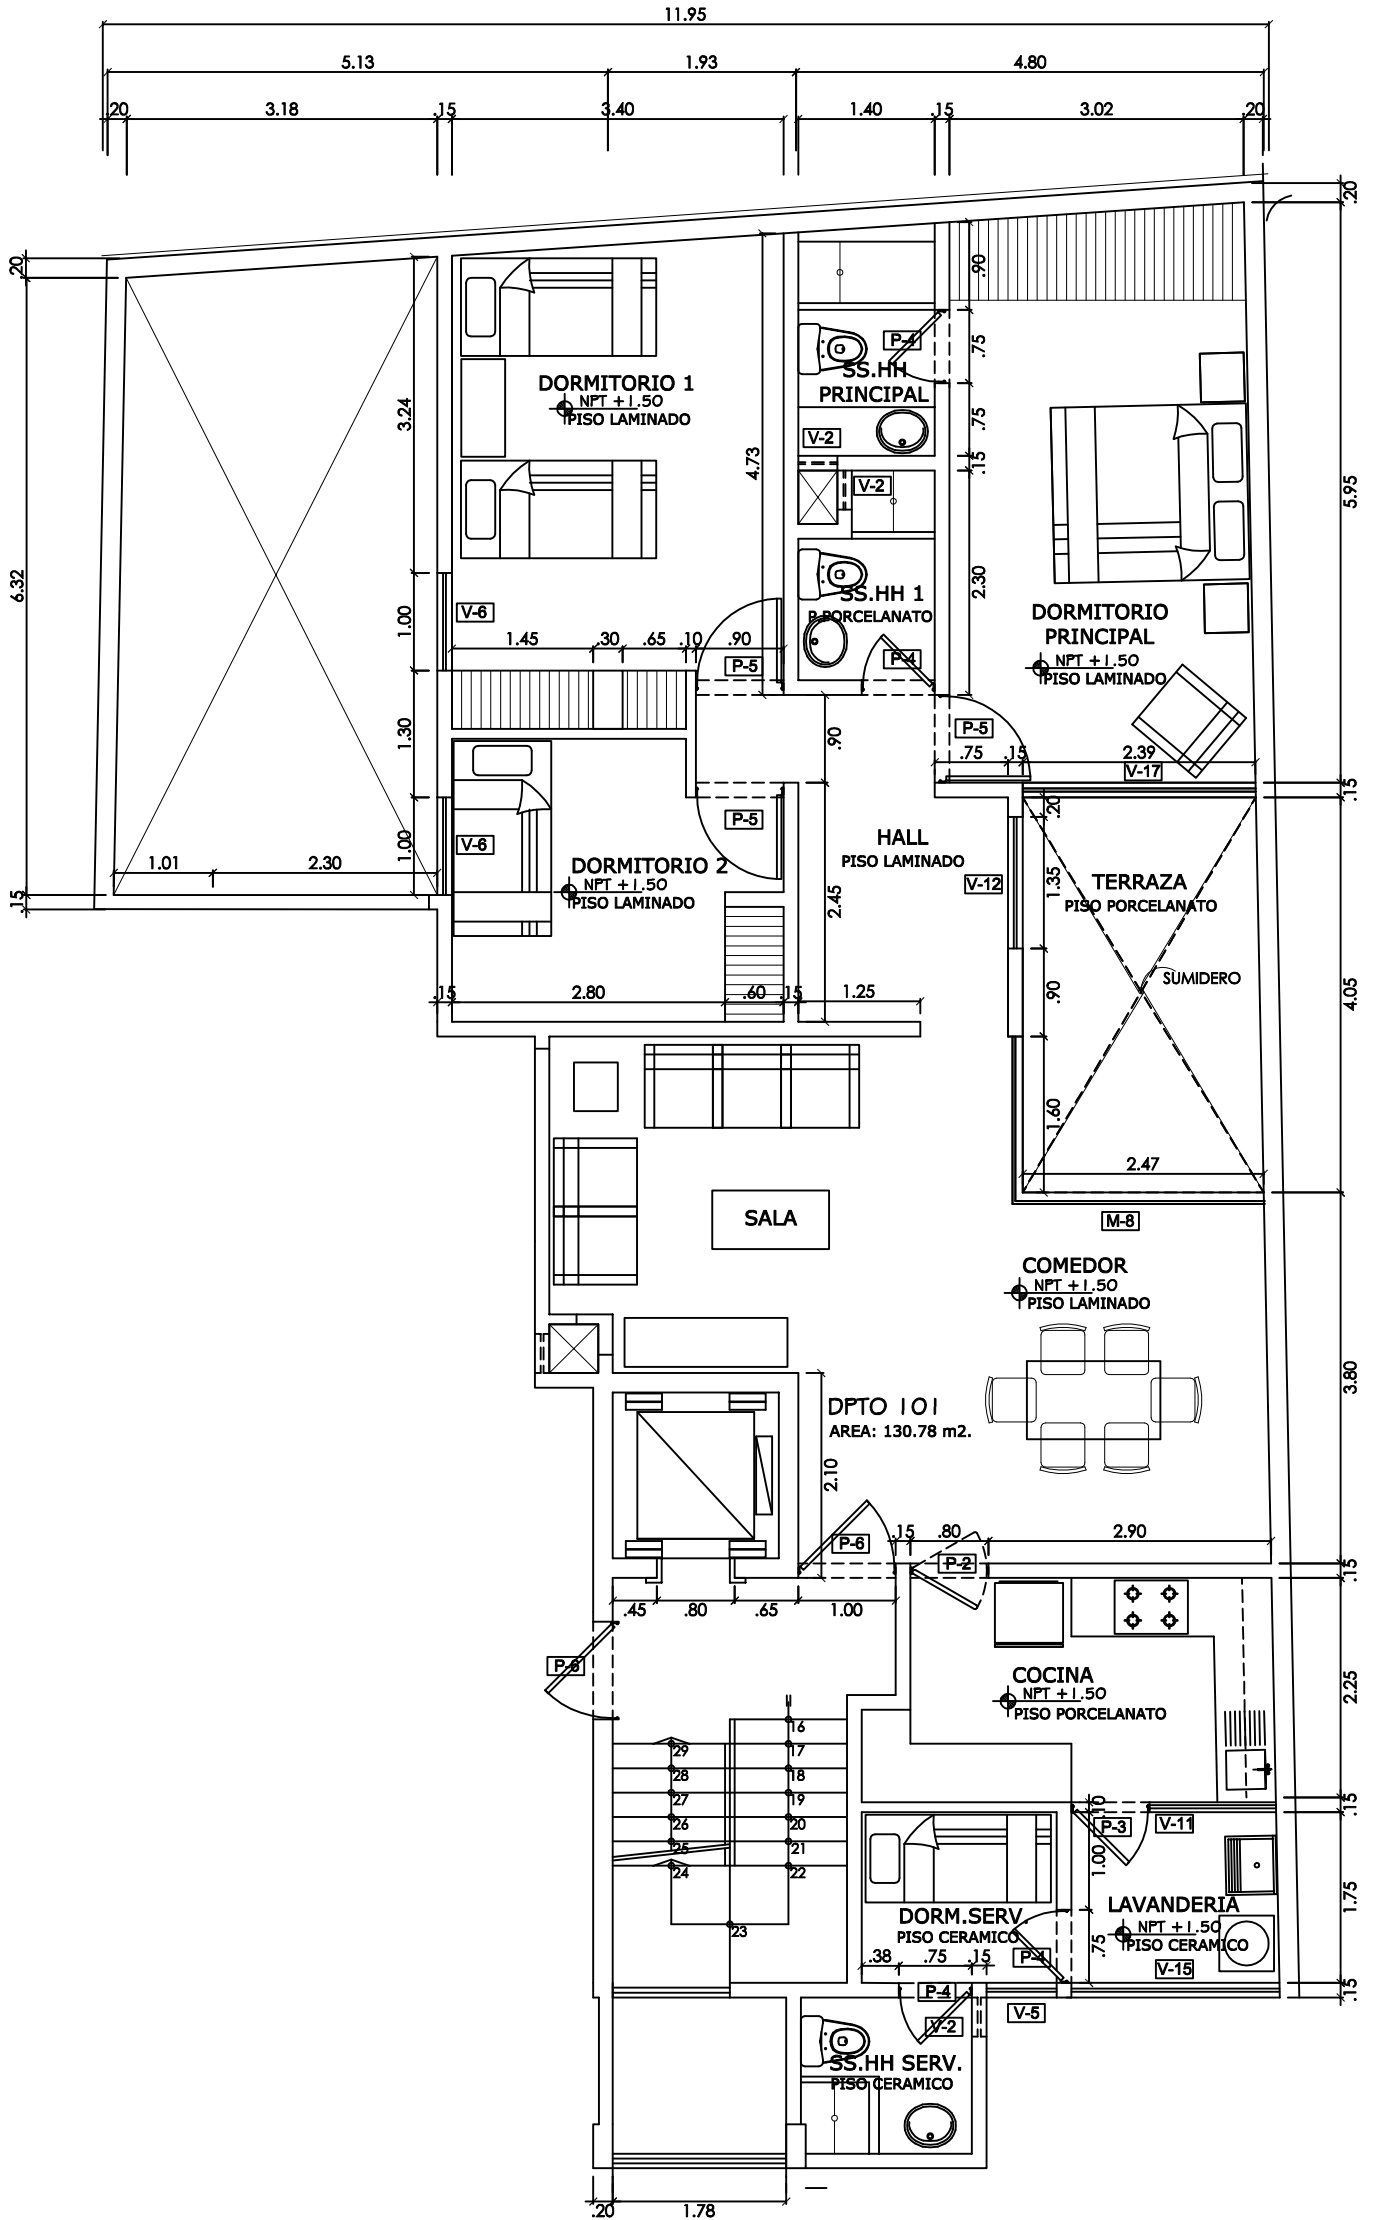 11.95
5.13
1.93
4.80
.20
3.18
.15
3.40
1.40
.15
3.02
.20
.20
.20
.90
P-4
.75
SS.HH
PRINCIPAL
DORMITORIO 1
NPT +1.50
PISO LAMINADO
3.24
4.73
.75
V-2
.15
V-2
5.95
6.32
SS.HH 1
P.PORCELANATO
2.30
DORMITORIO
PRINCIPAL
NPT +1.50
PISO LAMINADO
V-6
1.00
1.45
.30
.65
.10
.90
P-5
P-4
1.30
.90
P-5
.75
.15
2.39
V-17
.15
.20
P-5
V-6
1.00
HALL
PISO LAMINADO
1.01
2.30
DORMITORIO 2
NPT +1.50
PISO LAMINADO
V-12
1.35
TERRAZA
PISO PORCELANATO
.15
2.45
SUMIDERO
.90
4.05
.15
2.80
.60
.15
1.25
1.60
2.47
SALA
M-8
COMEDOR
NPT +1.50
PISO LAMINADO
3.80
DPTO 101
AREA: 130.78 m2.
2.10
P-6
.15
.80
2.90
P-2
.15
.45
.80
.65
1.00
P-6
COCINA
NPT +1.50
PISO PORCELANATO
2.25
16
29
17
28
18
27
19
26
20
25
21
24
22
23
.10
.15
P-3
V-11
1.00
1.75
DORM.SERV.
PISO CERAMICO
LAVANDERIA
NPT +1.50
PISO CERAMICO
.75
.38
.75
.15
P-4
V-15
P-4
.15
V-5
V-2
SS.HH SERV.
PISO CERAMICO
.20
1.78